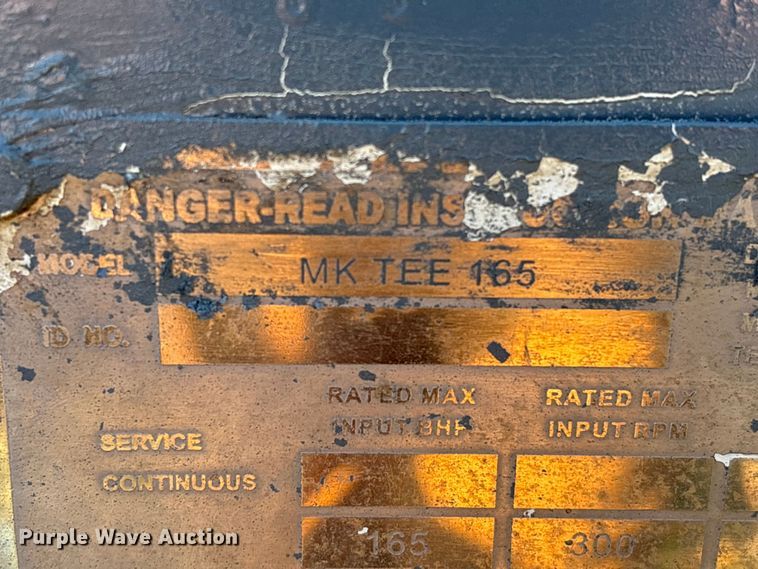 DANGER-READ
MODEL MK TEE 165
ID NO.
RATED MAX RATED MAX
INPUT BHP INPUT RPM
SERVICE
CONTINUOUS
165 300
Purple Wave Auction